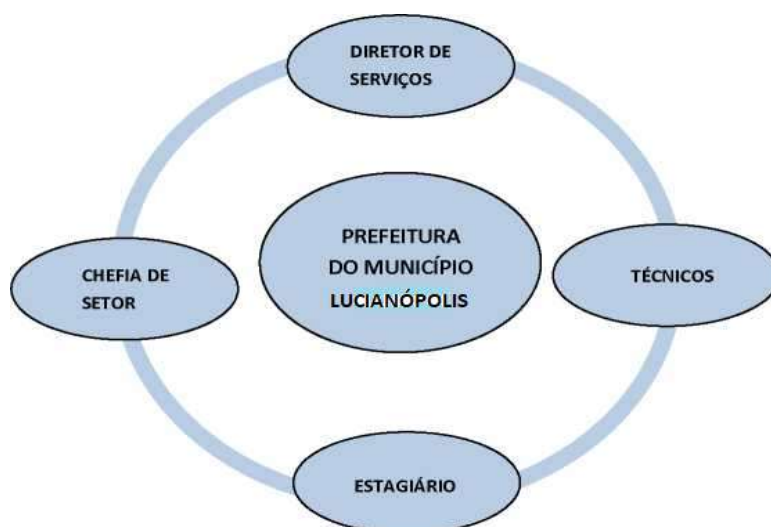 DIRETOR DE
SERVIÇOS
PREFEITURA
DO MUNICÍPIO
LUCIANÓPOLIS
CHEFIA DE
SETOR
TÉCNICOS
ESTAGIÁRIO